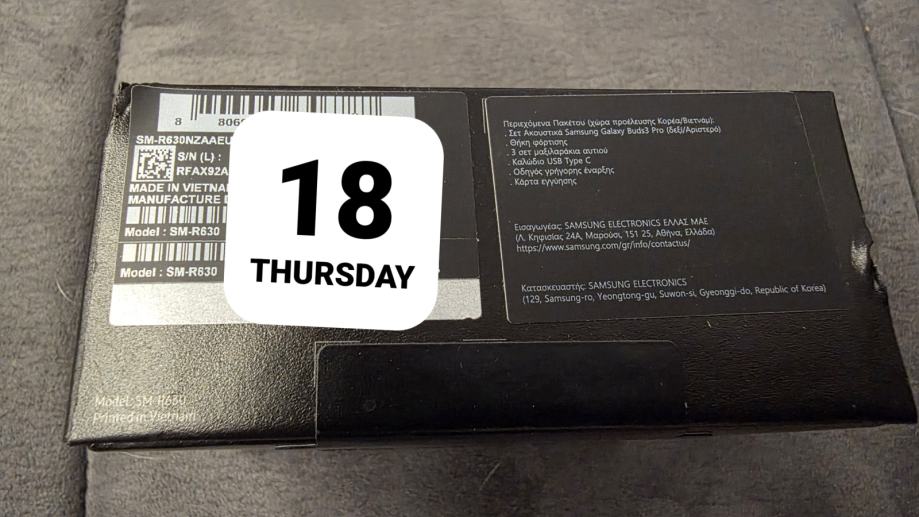 8 806
SM-R630NZAAEU
S/N (L) :
RFAX92A
MADE IN VIETNA
MANUFACTURE
Model : SM-R630
Model : SM-R630
18
THURSDAY
Περιεχόμενα Πακέτου (χώρα προέλευσης Κορέα/Βιετνάμ):
. Σετ Ακουστικά Samsung Galaxy Buds3 Pro (δεξί/Αριστερό)
. Θήκη φόρτισης
. 3 σετ μαξιλαράκια αυτιού
. Καλώδιο USB Type C
. Οδηγός γρήγορης έναρξης
. Κάρτα εγγύησης
Εισαγωγέας: SAMSUNG ELECTRONICS ΕΛΛΑΣ ΜΑΕ
(Λ. Κηφισίας 24Α, Μαρούσι, 151 25, Αθήνα, Ελλάδα)
https://www.samsung.com/gr/info/contactus/
Κατασκευαστής: SAMSUNG ELECTRONICS
(129, Samsung-ro, Yeongtong-gu, Suwon-si, Gyeonggi-do, Republic of Korea)
Model: SM-R630
Printed in Vietnam